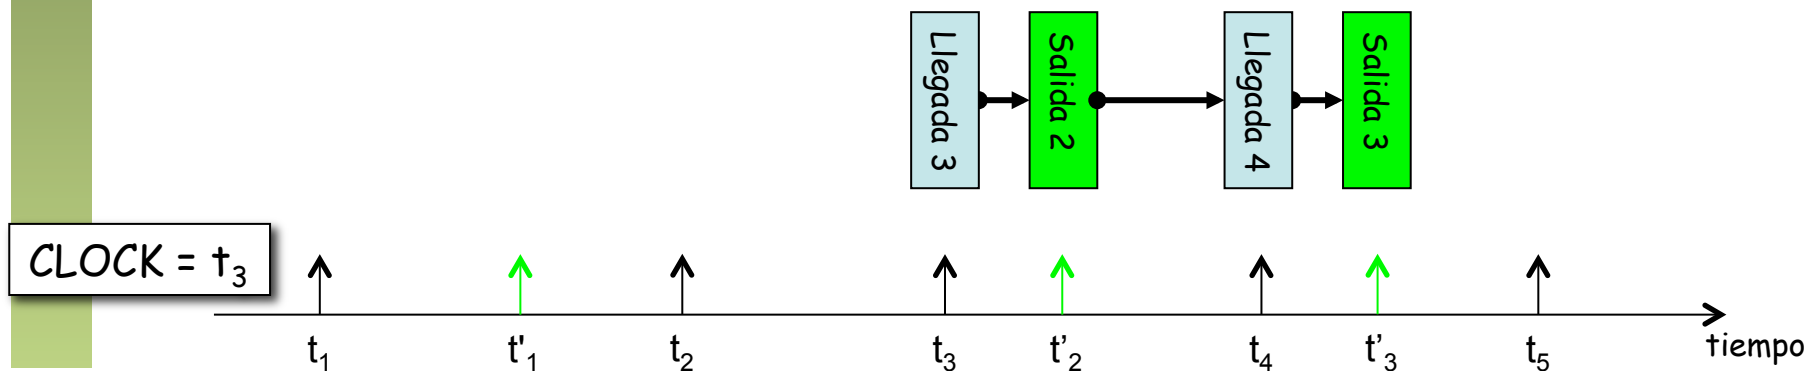 Llegada 3
Salida 2
Llegada 4
Salida 3
CLOCK = t₃
t₁ t'₁ t₂ t₃ t’₂ t₄ t’₃ t₅ tiempo